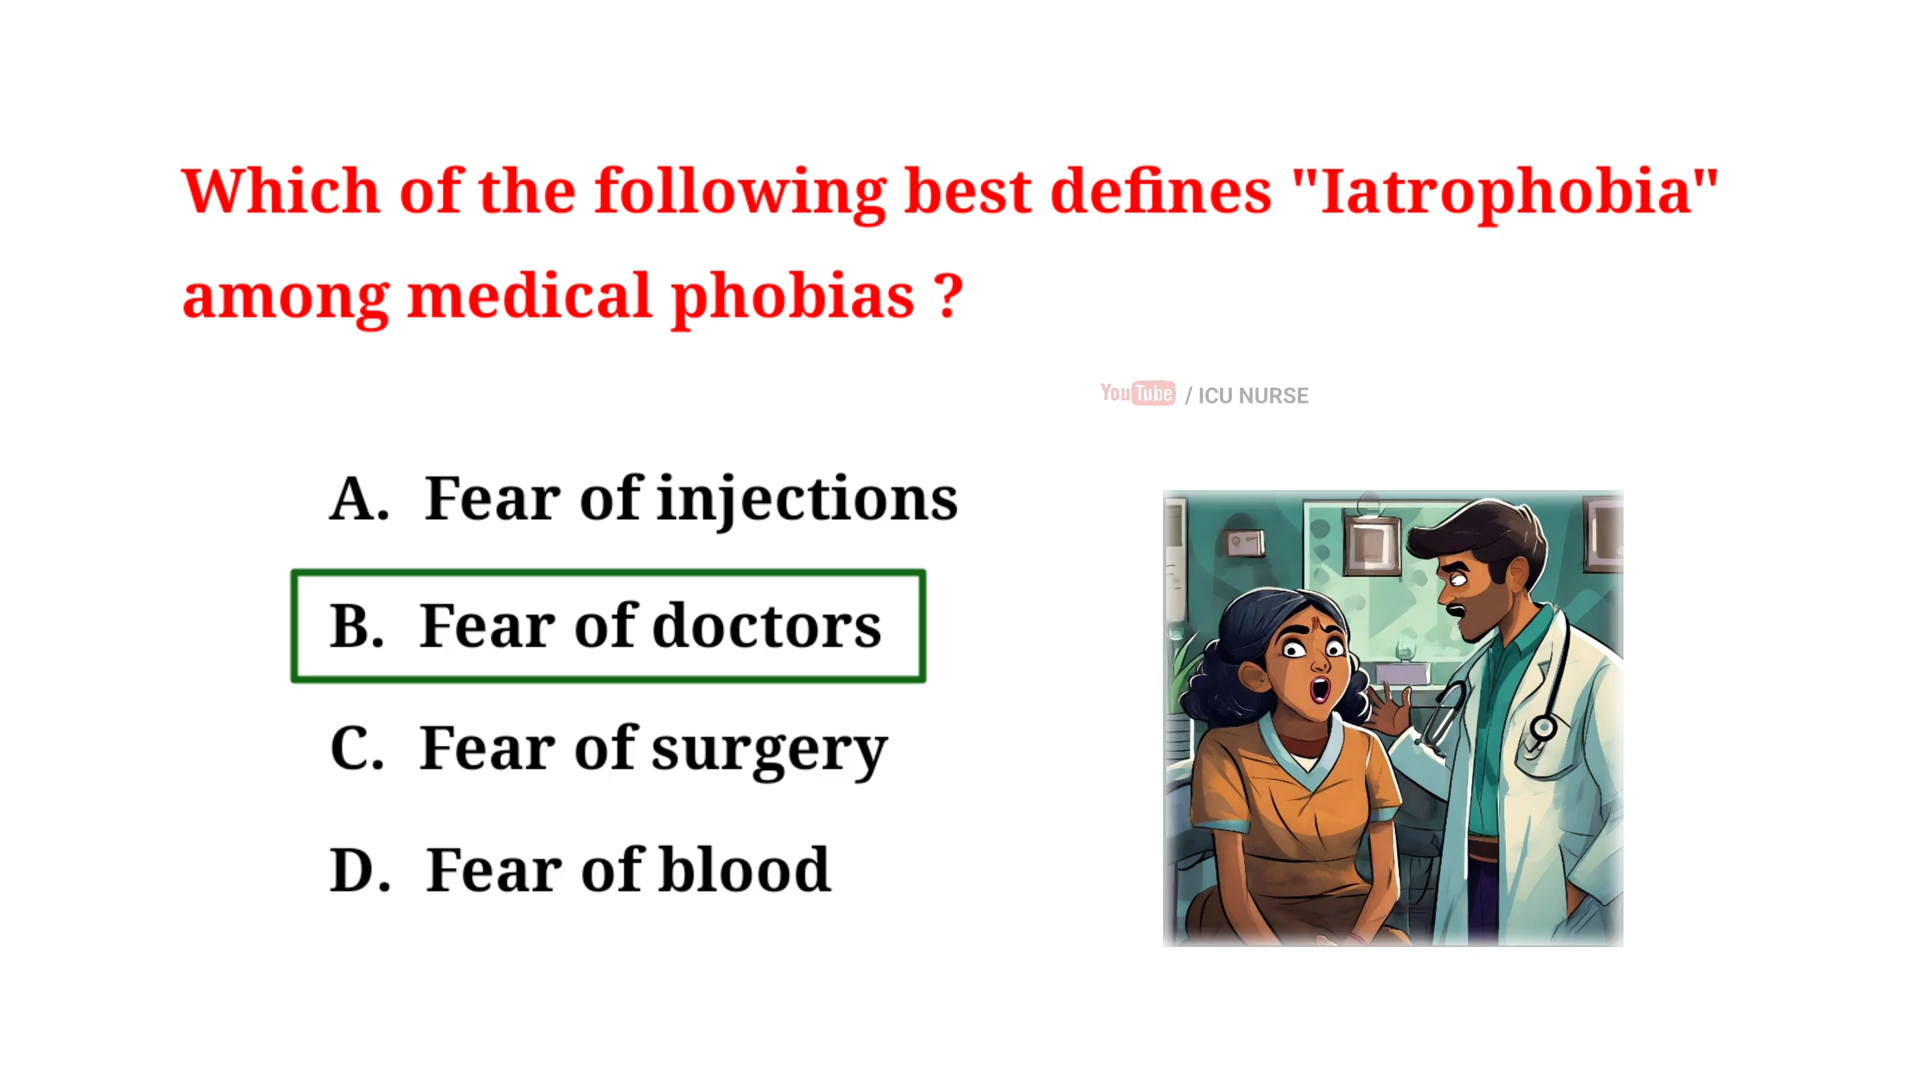 Which of the following best defines "Iatrophobia"
among medical phobias ?
YouTube / ICU NURSE
A. Fear of injections
B. Fear of doctors
C. Fear of surgery
D. Fear of blood